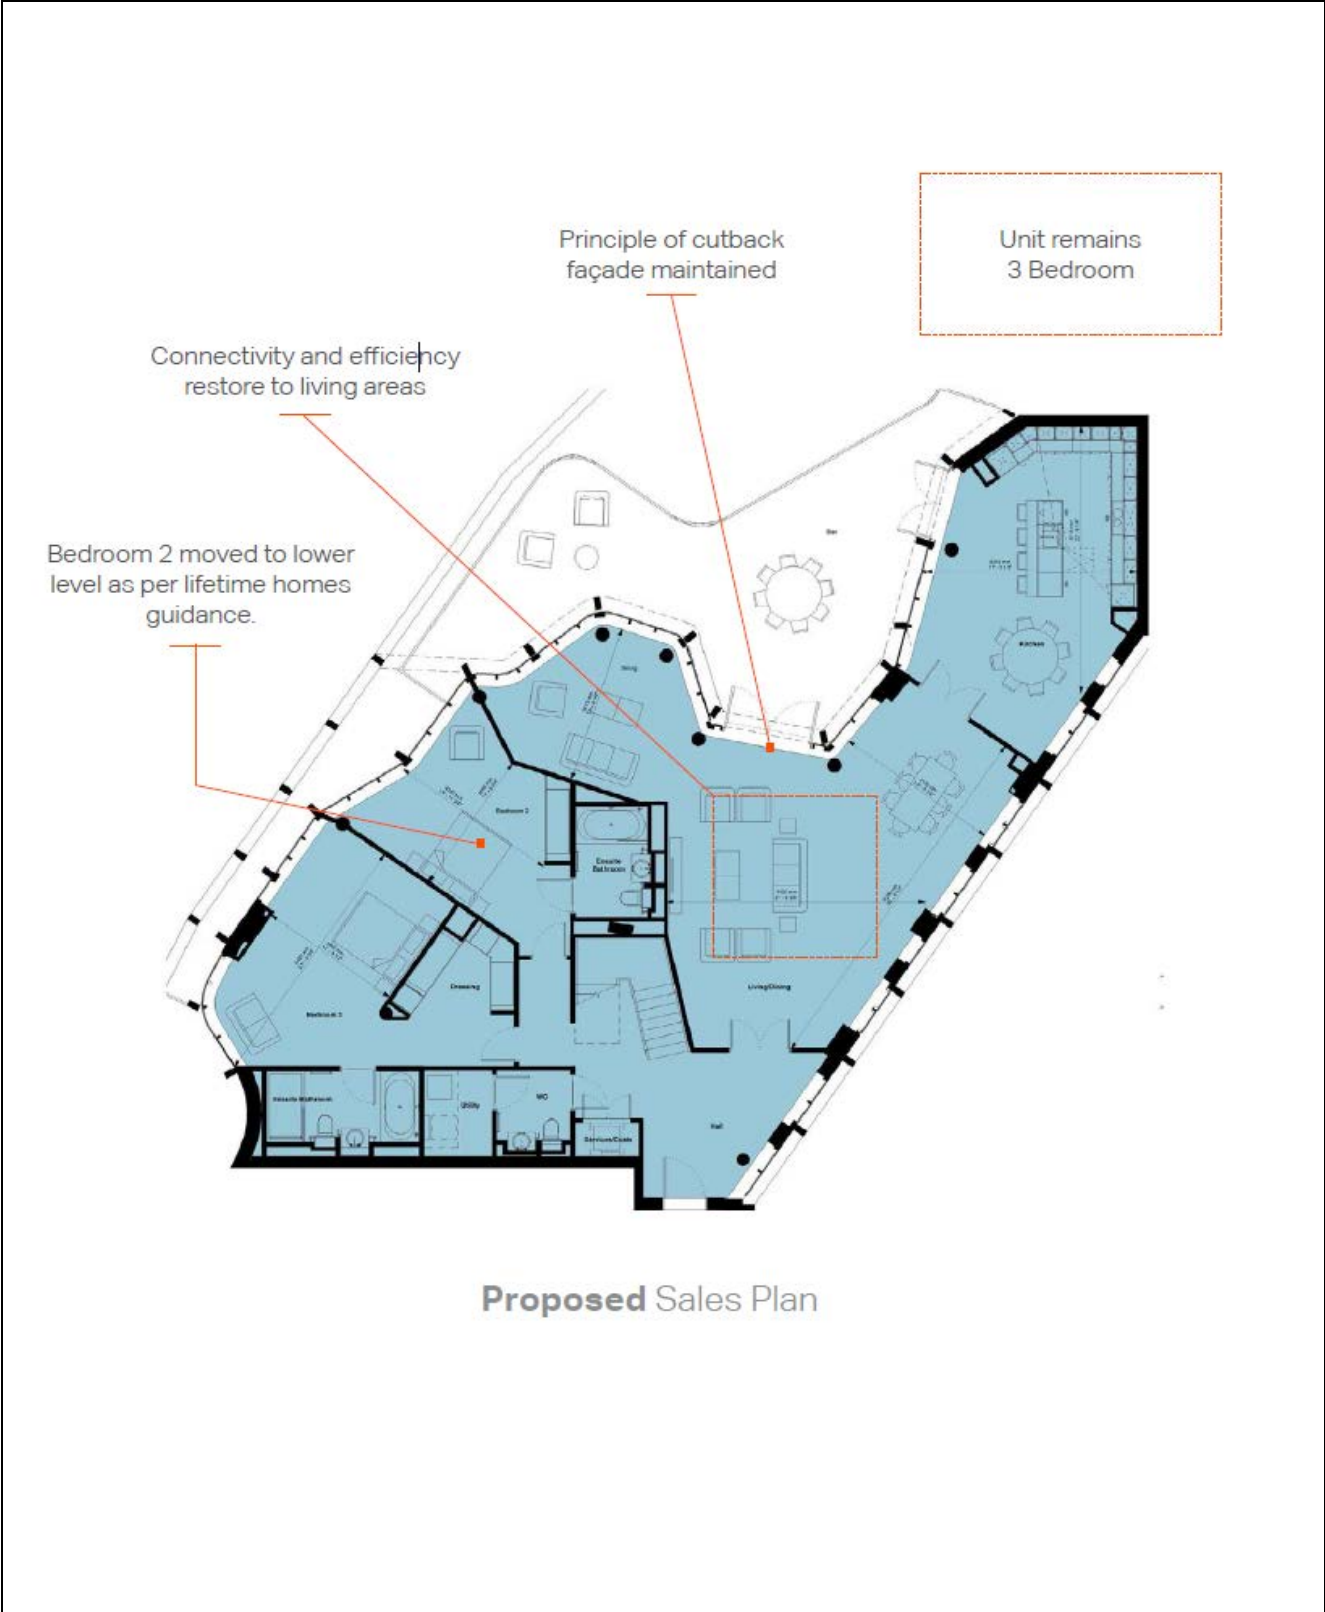 Principle of cutback
façade maintained
Unit remains
3 Bedroom
Connectivity and efficiency
restore to living areas
Bedroom 2 moved to lower
level as per lifetime homes
guidance.
Kitchen
Bedroom 2
Ensuite
Bathroom
Dressing
Living/Dining
Bedroom 3
Ensuite Bathroom
Utility
WC
Hall
Proposed Sales Plan